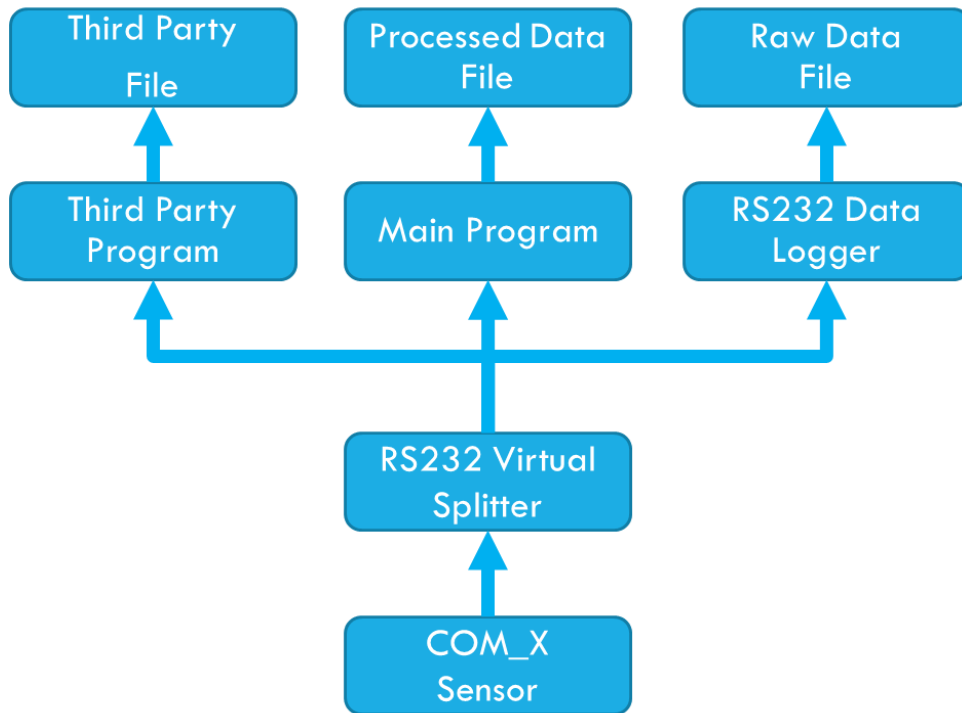 Third Party
File
Processed Data
File
Raw Data
File
Third Party
Program
Main Program
RS232 Data
Logger
RS232 Virtual
Splitter
COM_X
Sensor